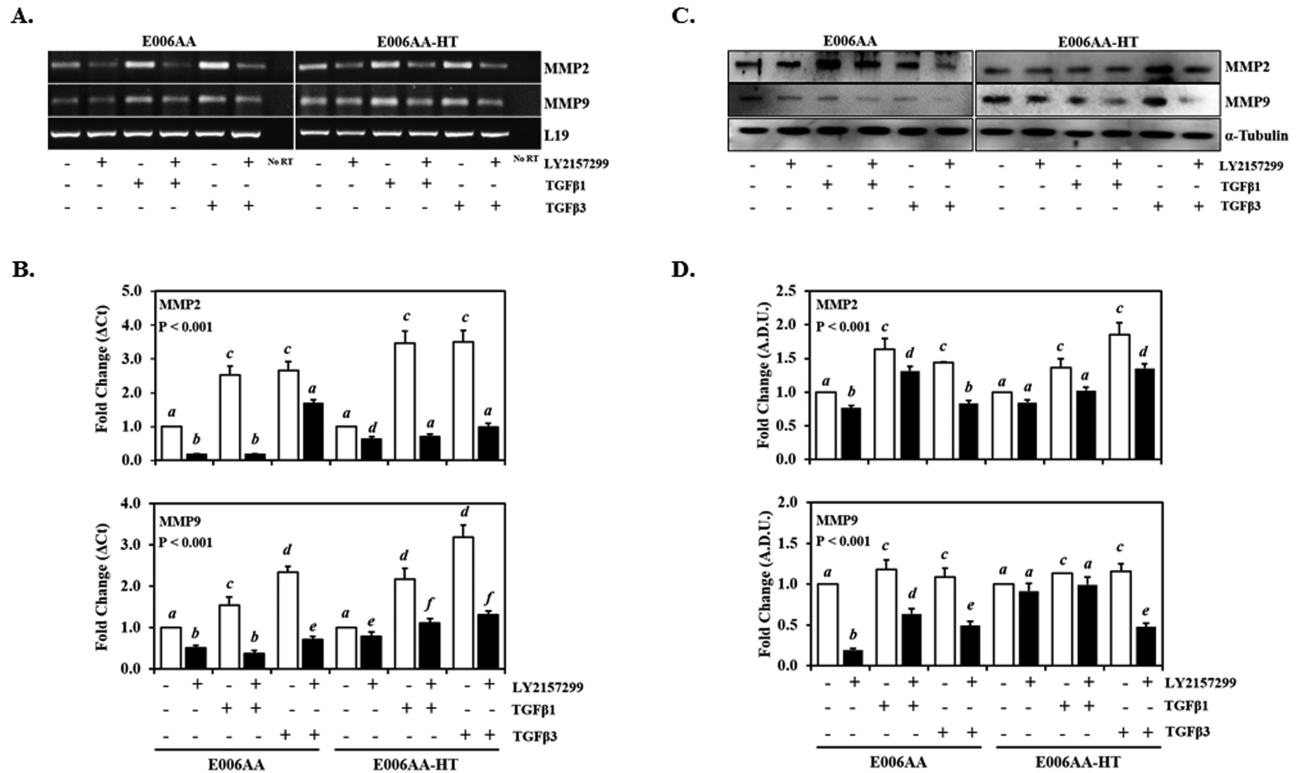 A.
E006AA E006AA-HT
MMP2
MMP9
L19
- + - + - + No RT - + - + - + No RT LY2157299
- - + + - - - - + + - - TGFβ1
- - - - + + - - - - + + TGFβ3
B.
Fold Change (ΔCt)
5.0
4.0
3.0
2.0
1.0
0.0
MMP2
P < 0.001
a b c b c a a d c a c a
Fold Change (ΔCt)
4.0
3.0
2.0
1.0
0.0
MMP9
P < 0.001
a b c b d e a e d f d f
- + - + - + - + - + - + LY2157299
- - + + - - - - + + - - TGFβ1
- - - - + + - - - - + + TGFβ3
E006AA E006AA-HT
C.
E006AA E006AA-HT
MMP2
MMP9
α-Tubulin
- + - + - + - + - + - + LY2157299
- - + + - - - - + + - - TGFβ1
- - - - + + - - - - + + TGFβ3
D.
Fold Change (A.D.U.)
2.5
2.0
1.5
1.0
0.5
0.0
MMP2
P < 0.001
a b c d c b a a c a c d
Fold Change (A.D.U.)
2.0
1.5
1.0
0.5
0.0
MMP9
P < 0.001
a b c d c e a a c a c e
- + - + - + - + - + - + LY2157299
- - + + - - - - + + - - TGFβ1
- - - - + + - - - - + + TGFβ3
E006AA E006AA-HT